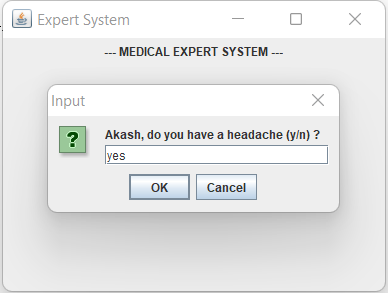 Expert System
--- MEDICAL EXPERT SYSTEM ---
Input
Akash, do you have a headache (y/n) ?
yes
OK Cancel